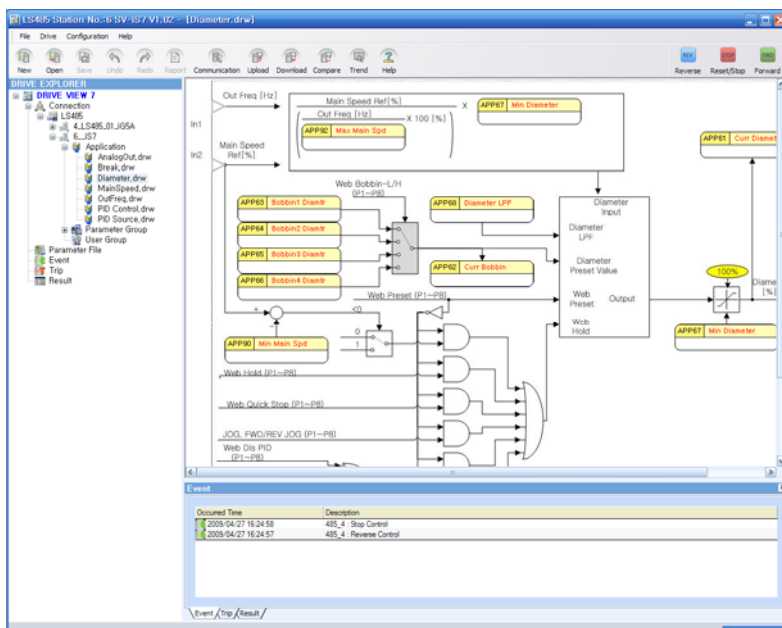 LS485 Station No.:6 SV-iS7 V1.02 - [Diameter.drw]
File Drive Configuration Help
New Open Save Undo Redo Report Communication Upload Download Compare Trend Help Reverse Reset/Stop Forward
REV STOP FWD
DRIVE EXPLORER
DRIVE VIEW 7
Connection
LS485
4_LS485_01_iG5A
6_iS7
Application
AnalogOut,drw
Break,drw
Diameter,drw
MainSpeed,drw
OutFreq,drw
PID Control,drw
PID Source,drw
Parameter Group
User Group
Parameter File
Event
Trip
Result
Out Freq [Hz]
In1
In2
Main Speed
Ref[%]
Main Speed Ref[%]
Out Freq [Hz]
X 100 [%]
APP92 Max Main Spd
X
APP67 Min Diameter
APP61 Curr Diam
Web Bobbin-L/H
(P1~P8)
APP63 Bobbin1 Diamtr
APP64 Bobbin2 Diamtr
APP65 Bobbin3 Diamtr
APP66 Bobbin4 Diamtr
APP68 Diameter LPF
APP62 Curr Bobbin
Diameter
Input
Diameter
LPF
Diameter
Preset Value
Web
Preset
Output
Web
Hold
100%
Diame
[%]
APP67 Min Diameter
Web Preset (P1~P8)
+
-
<0
0
1
APP90 Min Main Spd
Web Hold (P1~P8)
Web Quick Stop (P1~P8)
JOG, FWD/REV JOG (P1~P8)
Web Dis PID
(P1~P8)
Event
Occurred Time Description
2009/04/27 16:24:58 485_4 : Stop Control
2009/04/27 16:24:57 485_4 : Reverse Control
Event Trip Result